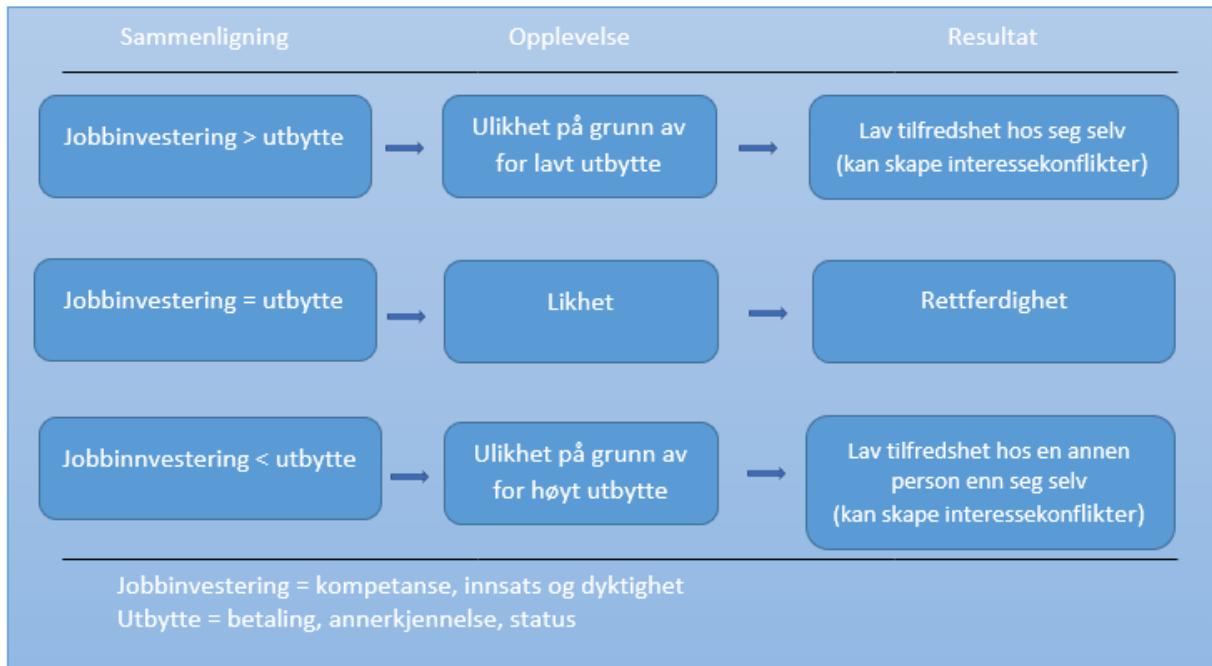 Sammenligning
Opplevelse
Resultat
Jobbinvestering > utbytte
Ulikhet på grunn av
for lavt utbytte
Lav tilfredshet hos seg selv
(kan skape interessekonflikter)
Jobbinvestering = utbytte
Likhet
Rettferdighet
Jobbinnvestering < utbytte
Ulikhet på grunn av
for høyt utbytte
Lav tilfredshet hos en annen
person enn seg selv
(kan skape interessekonflikter)
Jobbinvestering = kompetanse, innsats og dyktighet
Utbytte = betaling, annerkjennelse, status